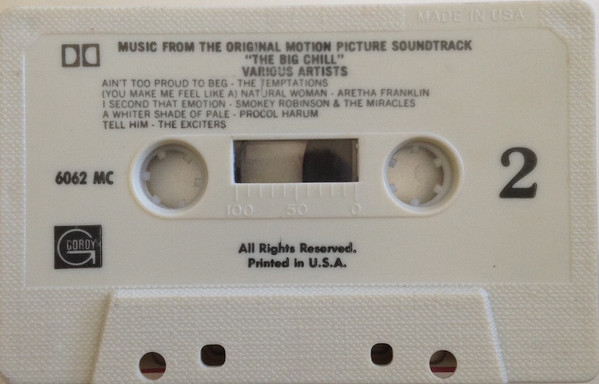 MADE IN USA
MUSIC FROM THE ORIGINAL MOTION PICTURE SOUNDTRACK
"THE BIG CHILL"
VARIOUS ARTISTS
AIN'T TOO PROUD TO BEG - THE TEMPTATIONS
(YOU MAKE ME FEEL LIKE A) NATURAL WOMAN - ARETHA FRANKLIN
I SECOND THAT EMOTION - SMOKEY ROBINSON & THE MIRACLES
A WHITER SHADE OF PALE - PROCOL HARUM
TELL HIM - THE EXCITERS
6062 MC
2
100 50 0
GORDY
All Rights Reserved.
Printed in U.S.A.